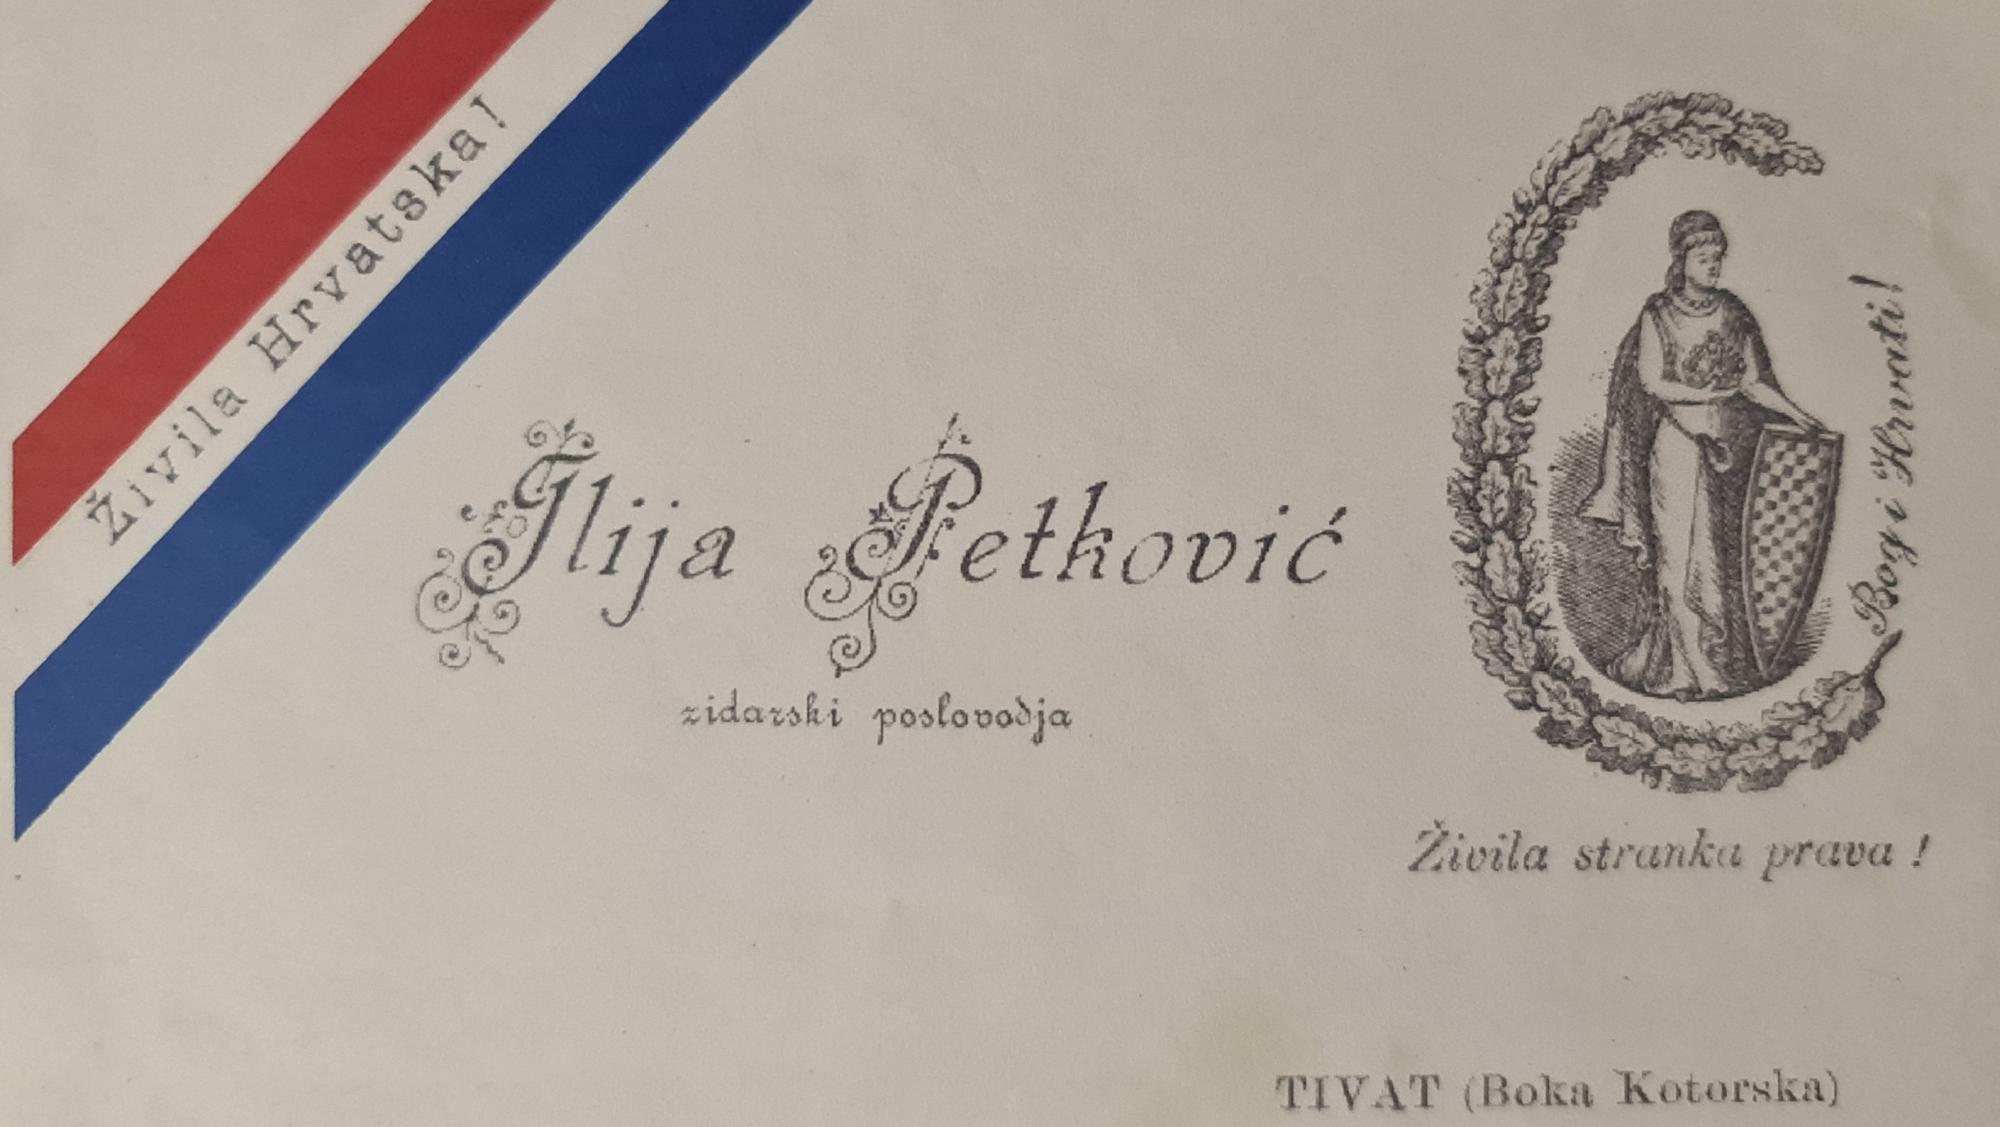 Živila Hrvatska!
Ilija Petković
zidarski poslovodja
Bog i Hrvati!
Živila stranka prava!
TIVAT (Boka Kotorska)